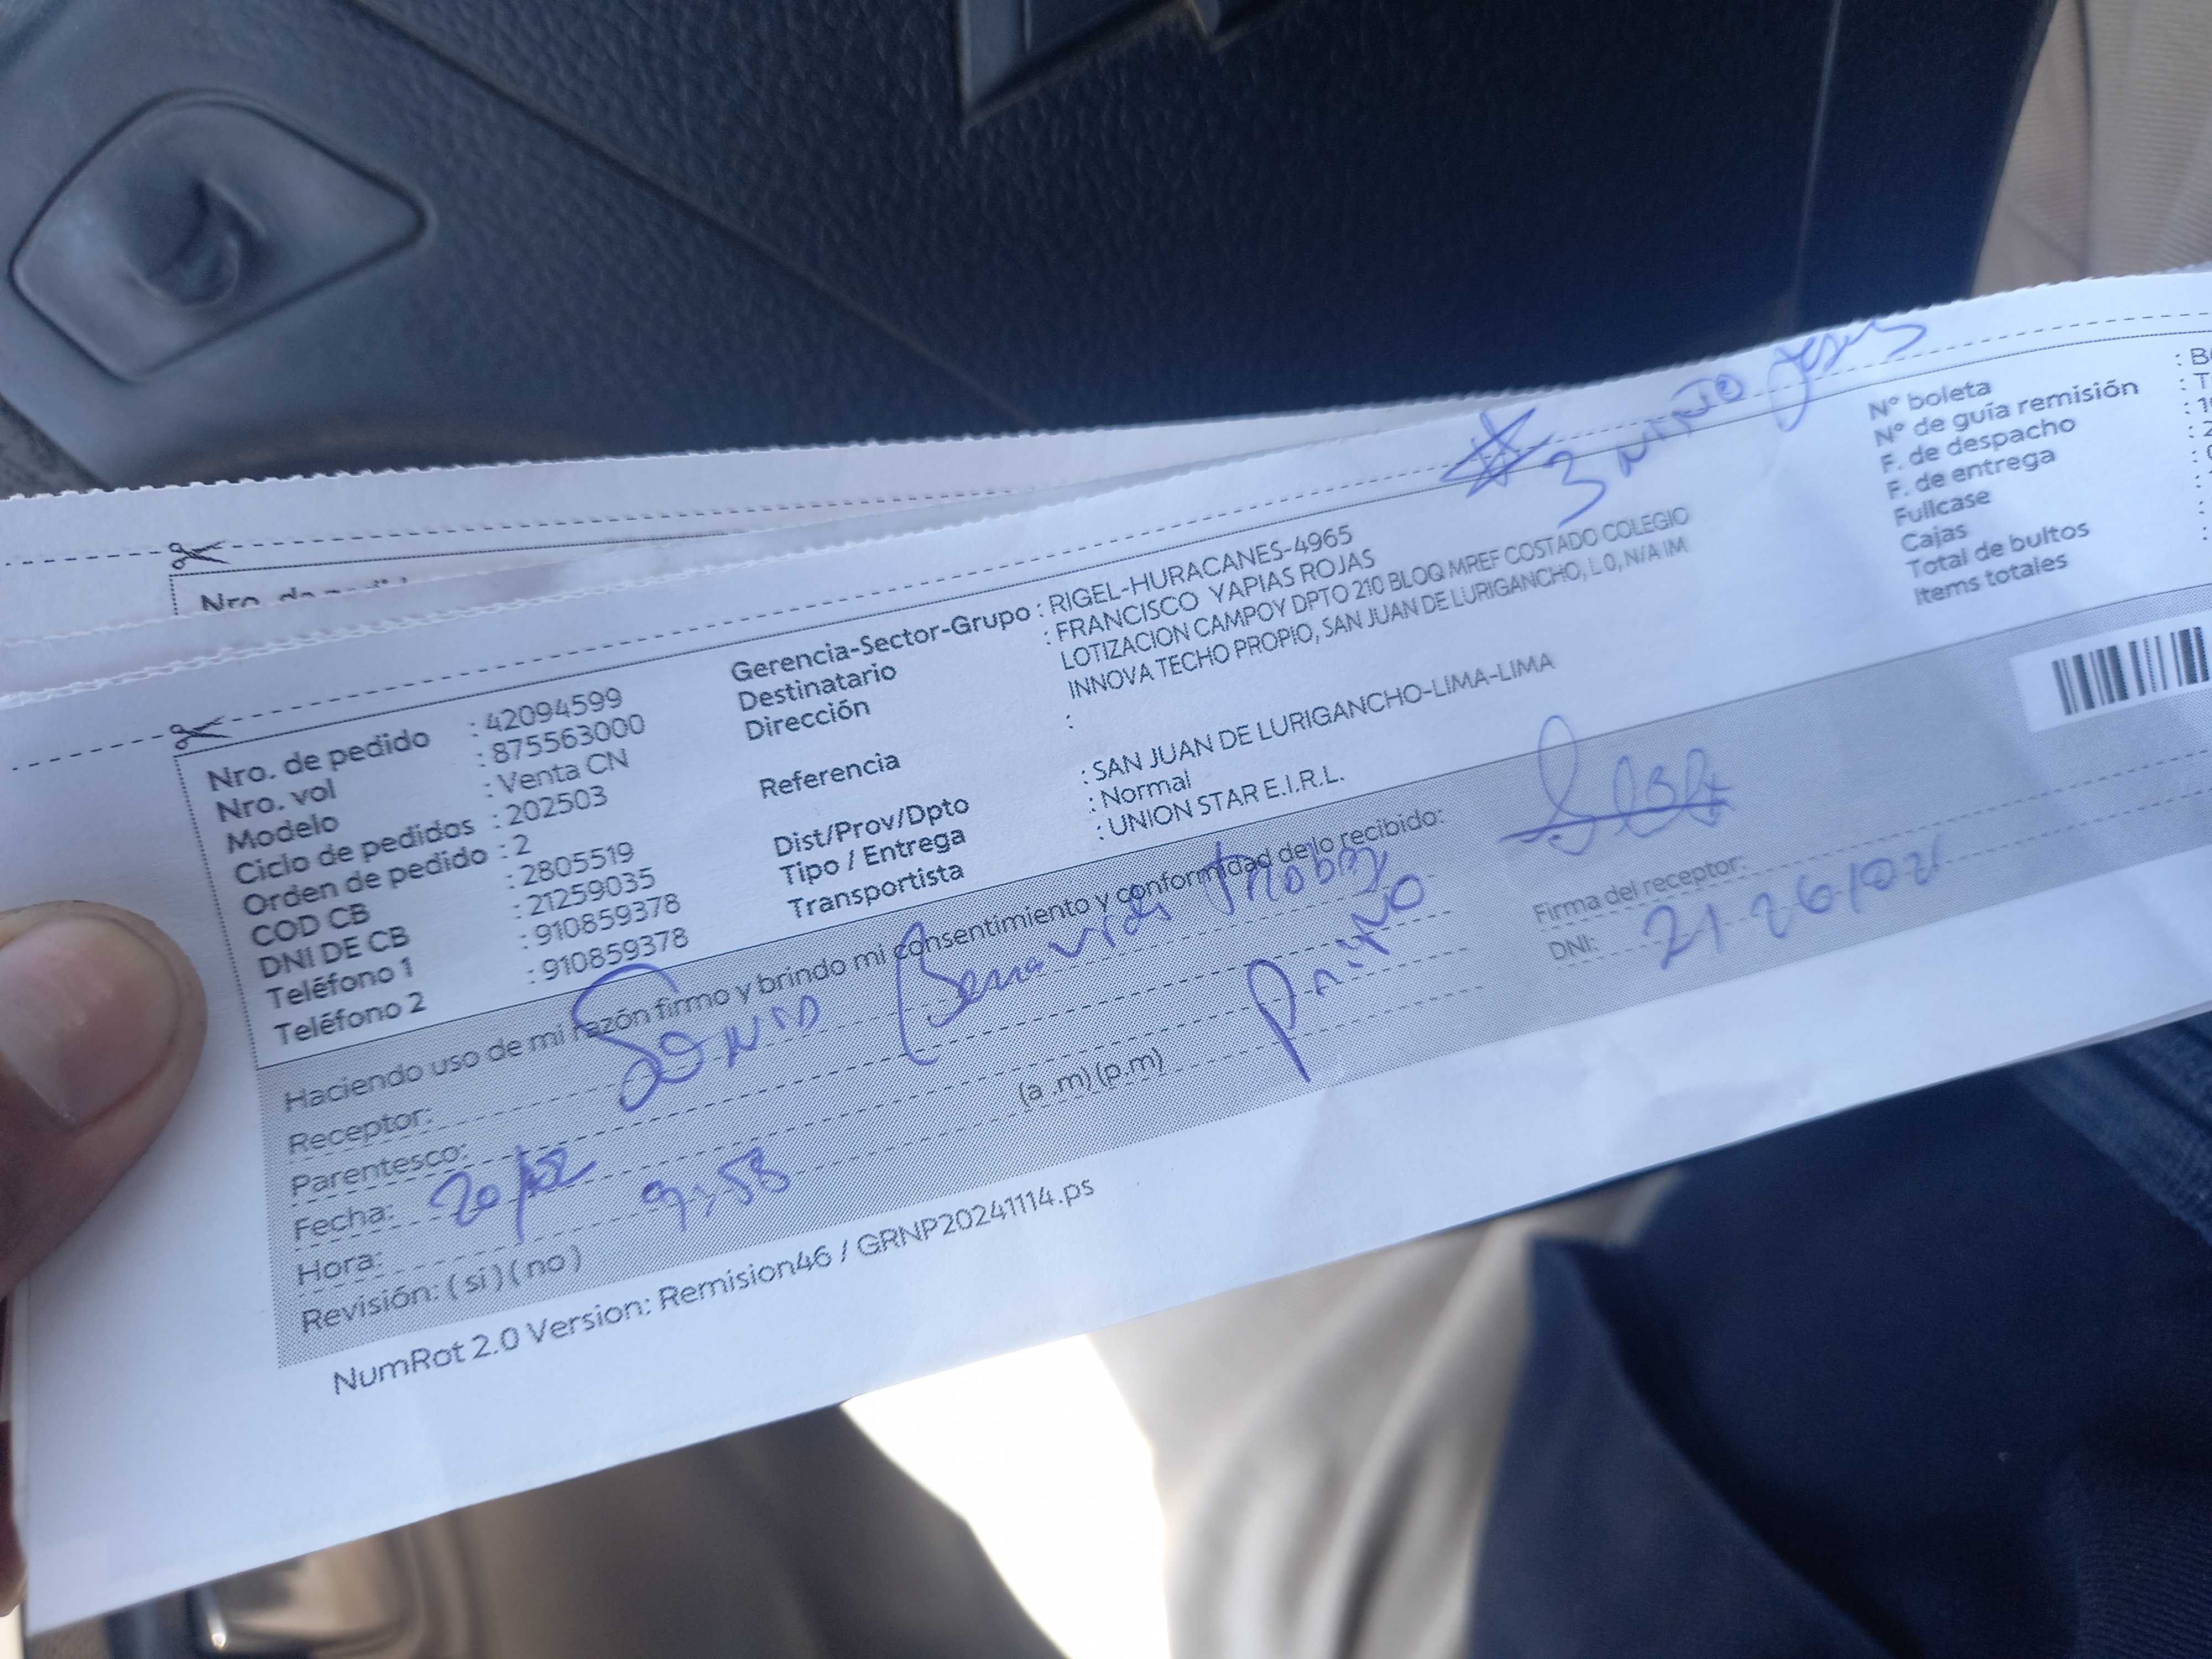 Nro. de pedido : 42094599
Nro. vol : 875563000
Modelo : Venta CN
Ciclo de pedidos : 202503
Orden de pedido : 2
COD CB : 2805519
DNI DE CB : 21259035
Teléfono 1 : 910859378
Teléfono 2 : 910859378
Gerencia-Sector-Grupo : RIGEL-HURACANES-4965
Destinatario : FRANCISCO YAPIAS ROJAS
Dirección LOTIZACION CAMPOY DPTO 210 BLOQ MREF COSTADO COLEGIO
INNOVA TECHO PROPIO, SAN JUAN DE LURIGANCHO, L 0, N/A IM
Referencia :
Dist/Prov/Dpto : SAN JUAN DE LURIGANCHO-LIMA-LIMA
Tipo / Entrega : Normal
Transportista : UNION STAR E.I.R.L.
N° boleta : B
N° de guía remisión : T
F. de despacho : 1
F. de entrega : 2
Fullcase
Cajas
Total de bultos
Items totales
Haciendo uso de mi razón firmo y brindo mi consentimiento y conformidad de lo recibido:
Receptor: Benavides
Parentesco:
Fecha: 20/02
Hora: 9:58 (a .m) (p.m)
Revisión: ( si ) ( no )
Firma del receptor:
DNI:
NumRot 2.0 Version: Remision46 / GRNP20241114.ps